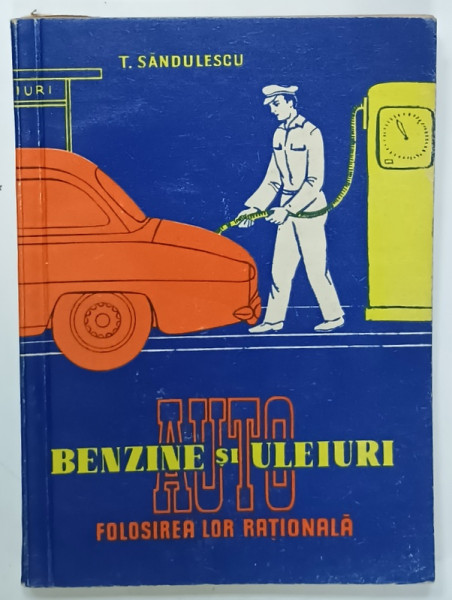 T. SĂNDULESCU
IURI
AUTO
BENZINE și ULEIURI
FOLOSIREA LOR RAȚIONALĂ